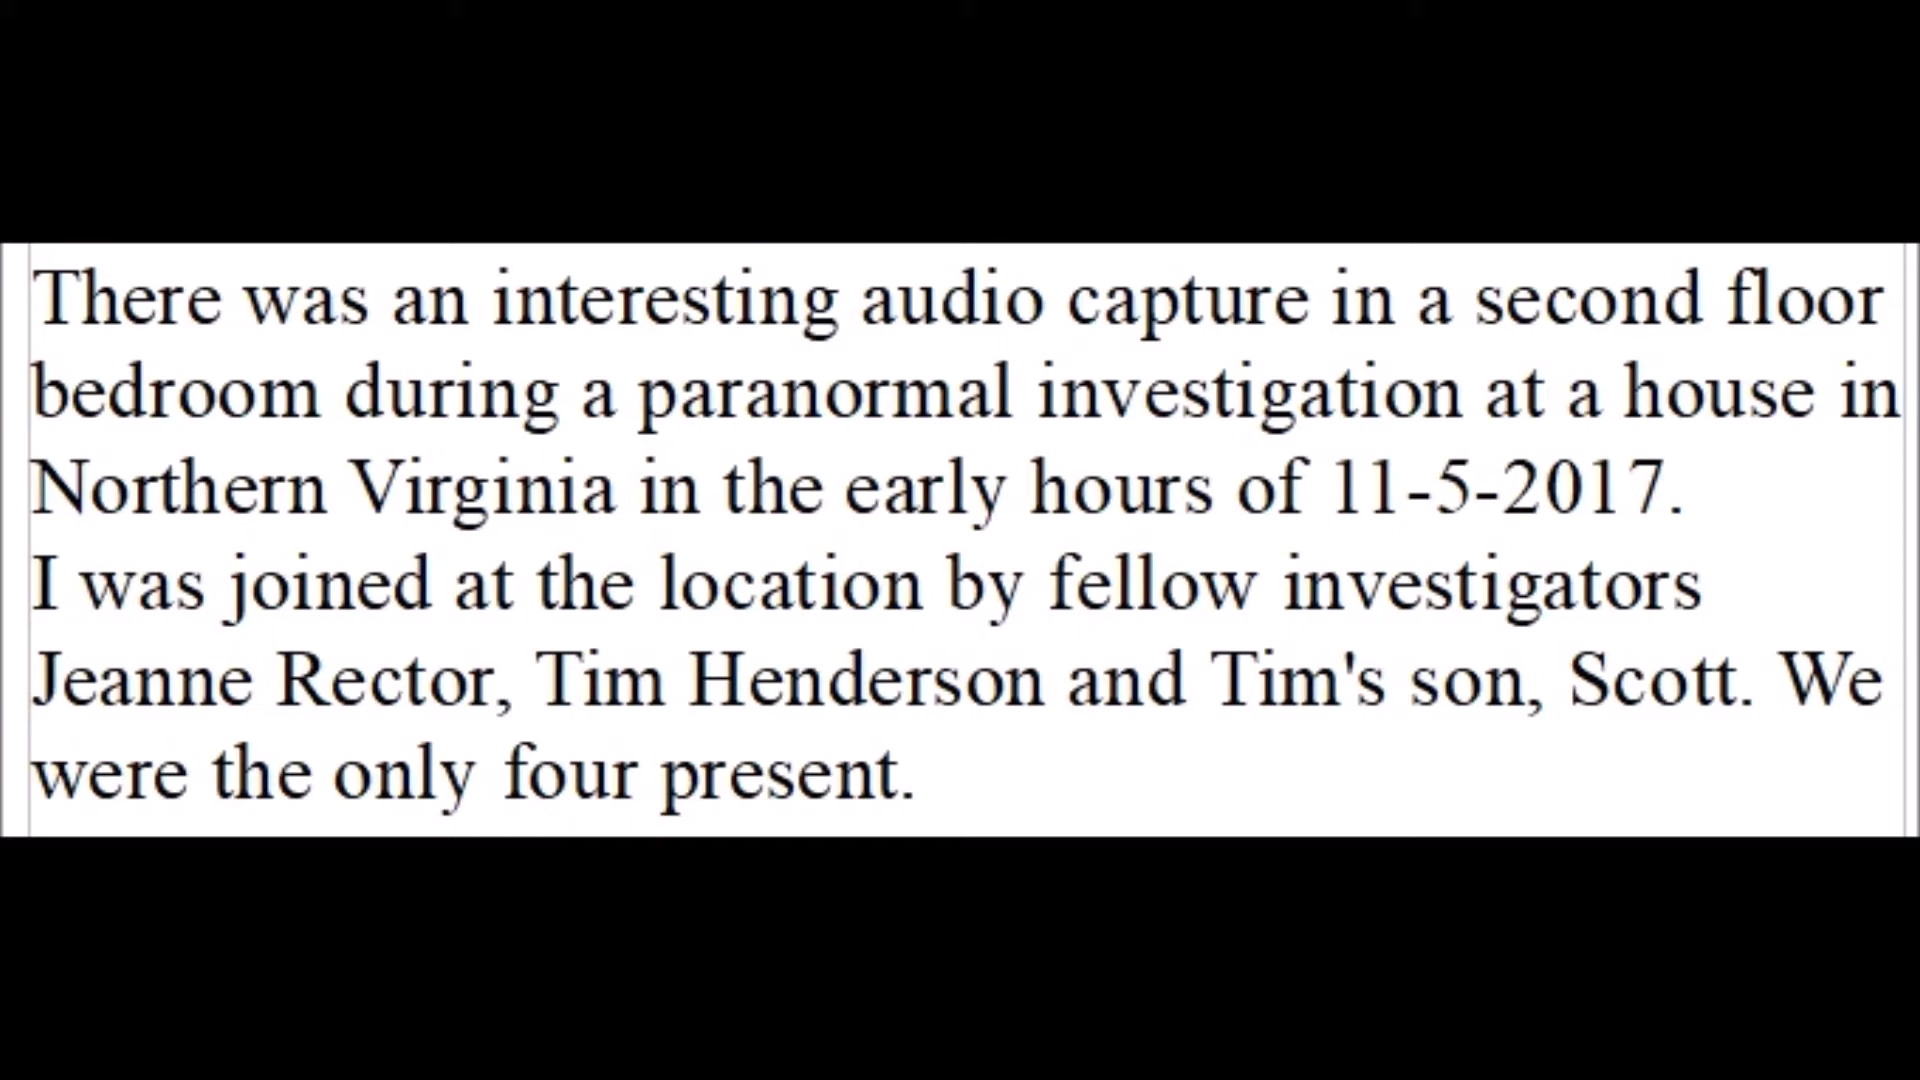 There was an interesting audio capture in a second floor
bedroom during a paranormal investigation at a house in
Northern Virginia in the early hours of 11-5-2017.
I was joined at the location by fellow investigators
Jeanne Rector, Tim Henderson and Tim's son, Scott. We
were the only four present.